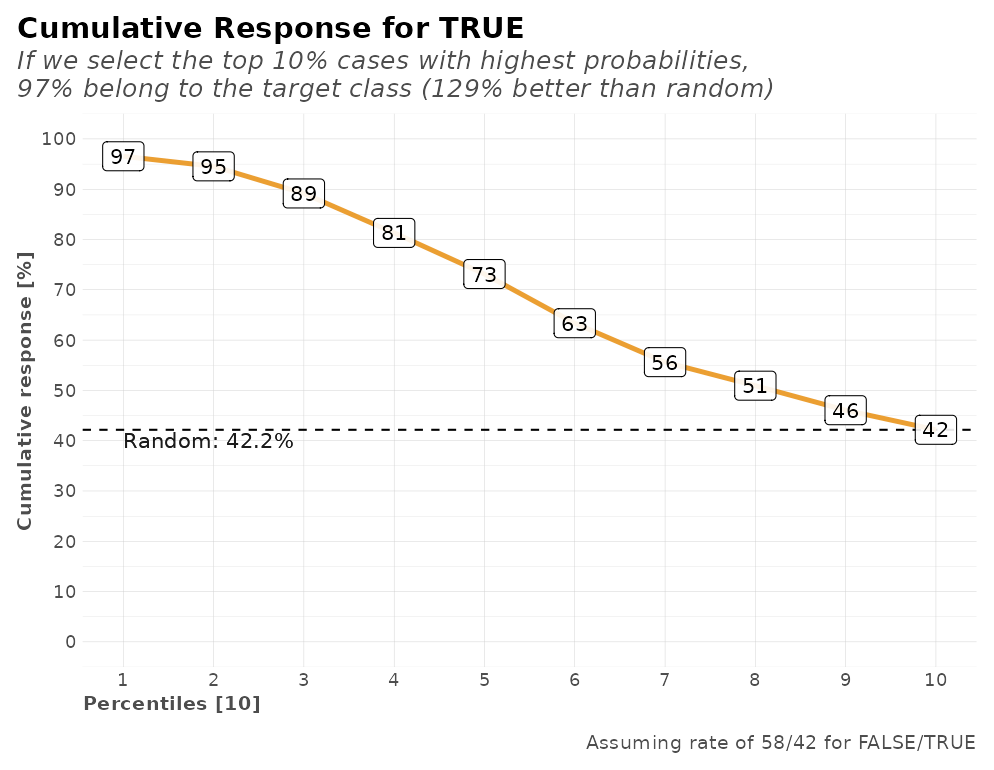 Cumulative Response for TRUE
If we select the top 10% cases with highest probabilities,
97% belong to the target class (129% better than random)
Cumulative response [%]
100
90
80
70
60
50
40
30
20
10
0
97
95
89
81
73
63
56
51
46
42
Random: 42.2%
1 2 3 4 5 6 7 8 9 10
Percentiles [10]
Assuming rate of 58/42 for FALSE/TRUE